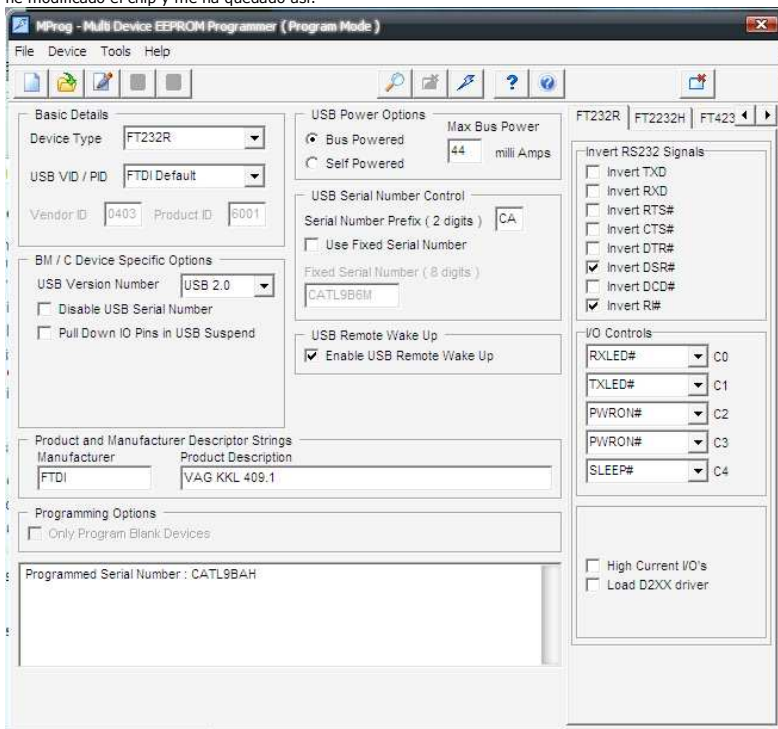 he modificado el chip y me ha quedado así:
MProg - Multi Device EEPROM Programmer ( Program Mode )
File Device Tools Help
Basic Details
Device Type FT232R
USB VID / PID FTDI Default
Vendor ID 0403 Product ID 6001
BM / C Device Specific Options
USB Version Number USB 2.0
Disable USB Serial Number
Pull Down IO Pins in USB Suspend
USB Power Options
Bus Powered
Self Powered
Max Bus Power
44 milli Amps
USB Serial Number Control
Serial Number Prefix ( 2 digits ) CA
Use Fixed Serial Number
Fixed Serial Number ( 8 digits )
CATL9B6M
USB Remote Wake Up
Enable USB Remote Wake Up
Product and Manufacturer Descriptor Strings
Manufacturer Product Description
FTDI VAG KKL 409.1
Programming Options
Only Program Blank Devices
Programmed Serial Number : CATL9BAH
FT232R FT2232H FT423
Invert RS232 Signals
Invert TXD
Invert RXD
Invert RTS#
Invert CTS#
Invert DTR#
Invert DSR#
Invert DCD#
Invert RI#
I/O Controls
RXLED# C0
TXLED# C1
PWRON# C2
PWRON# C3
SLEEP# C4
High Current I/O's
Load D2XX driver